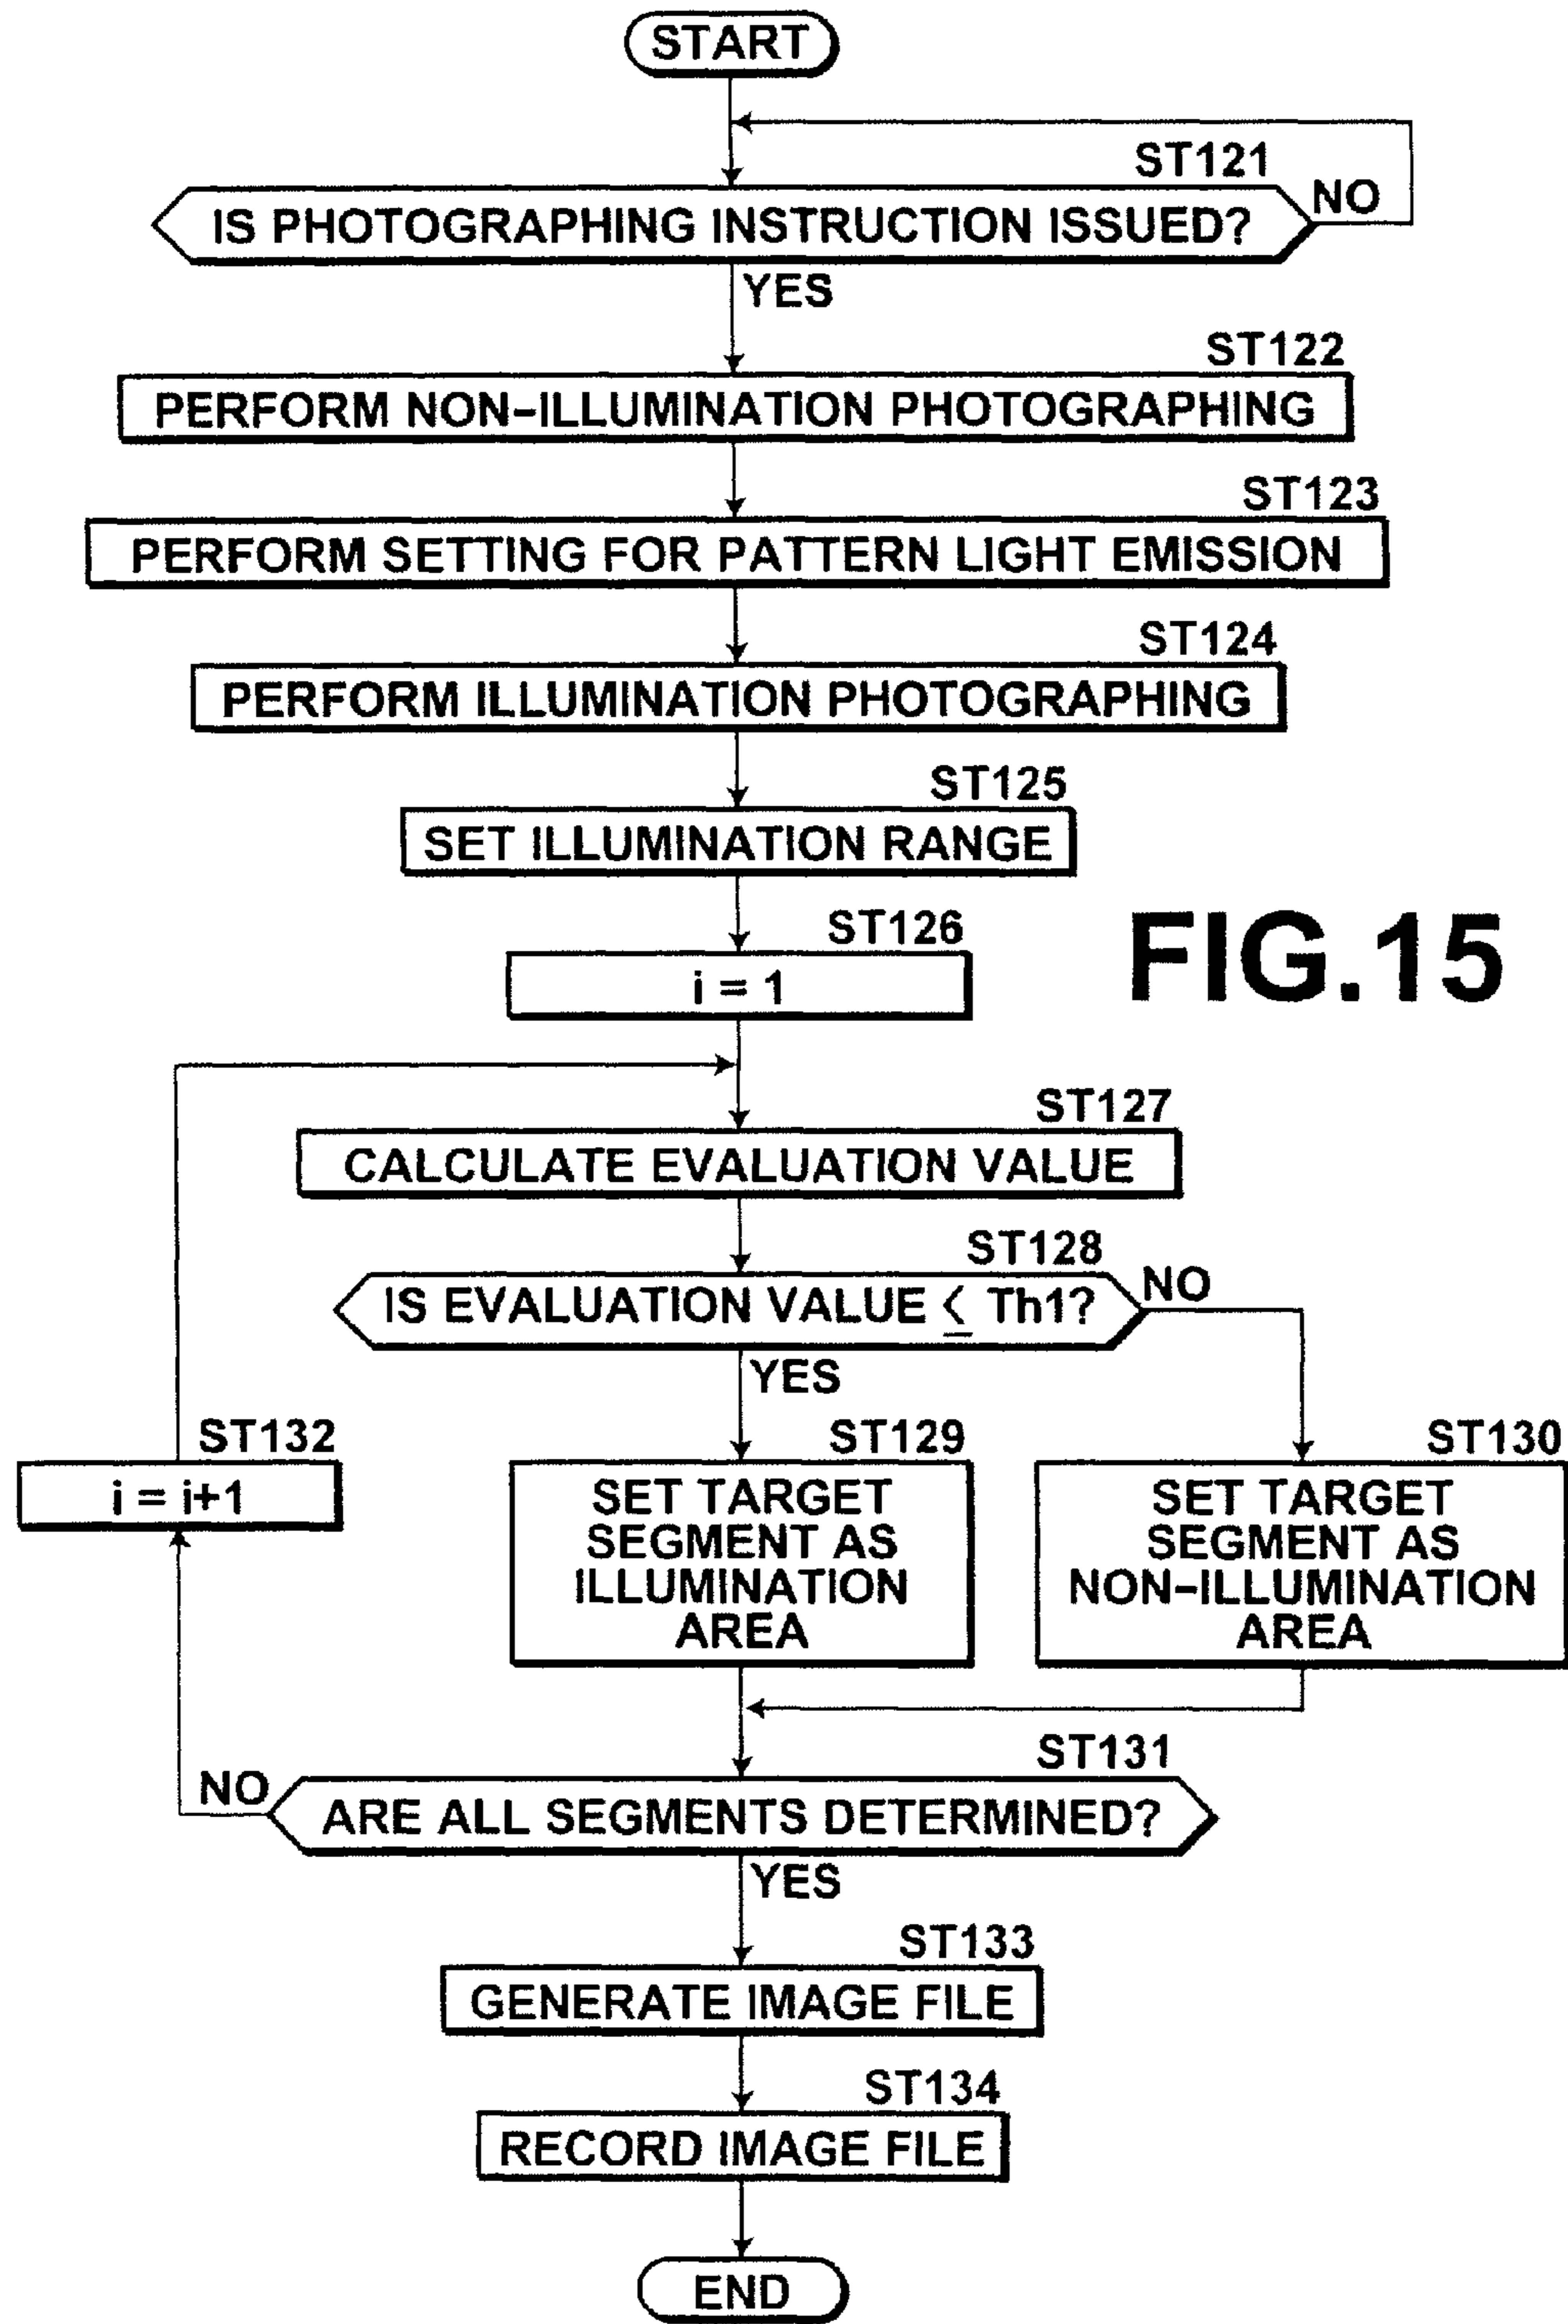 START
ST121
IS PHOTOGRAPHING INSTRUCTION ISSUED?
NO
YES
ST122
PERFORM NON-ILLUMINATION PHOTOGRAPHING
ST123
PERFORM SETTING FOR PATTERN LIGHT EMISSION
ST124
PERFORM ILLUMINATION PHOTOGRAPHING
ST125
SET ILLUMINATION RANGE
FIG.15
ST126
i = 1
ST127
CALCULATE EVALUATION VALUE
ST128
IS EVALUATION VALUE ≤ Th1?
NO
YES
ST132
i = i+1
ST129
SET TARGET
SEGMENT AS
ILLUMINATION
AREA
ST130
SET TARGET
SEGMENT AS
NON-ILLUMINATION
AREA
ST131
NO
ARE ALL SEGMENTS DETERMINED?
YES
ST133
GENERATE IMAGE FILE
ST134
RECORD IMAGE FILE
END